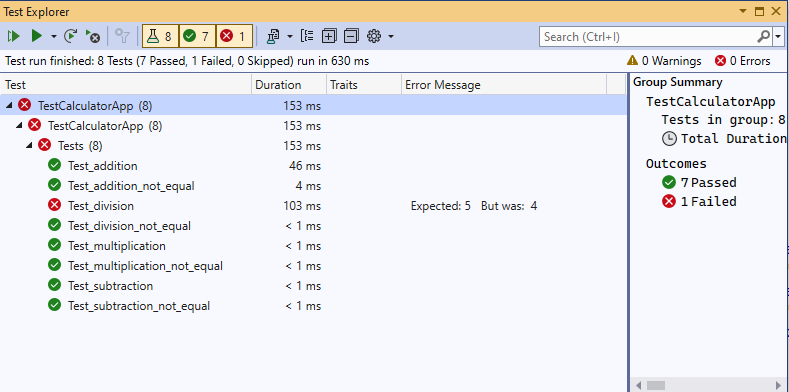 Test Explorer
8 7 1
Search (Ctrl+I)
Test run finished: 8 Tests (7 Passed, 1 Failed, 0 Skipped) run in 630 ms
0 Warnings 0 Errors
Test Duration Traits Error Message
TestCalculatorApp (8) 153 ms
TestCalculatorApp (8) 153 ms
Tests (8) 153 ms
Test_addition 46 ms
Test_addition_not_equal 4 ms
Test_division 103 ms Expected: 5 But was: 4
Test_division_not_equal < 1 ms
Test_multiplication < 1 ms
Test_multiplication_not_equal < 1 ms
Test_subtraction < 1 ms
Test_subtraction_not_equal < 1 ms
Group Summary
TestCalculatorApp
Tests in group: 8
Total Duration
Outcomes
7 Passed
1 Failed